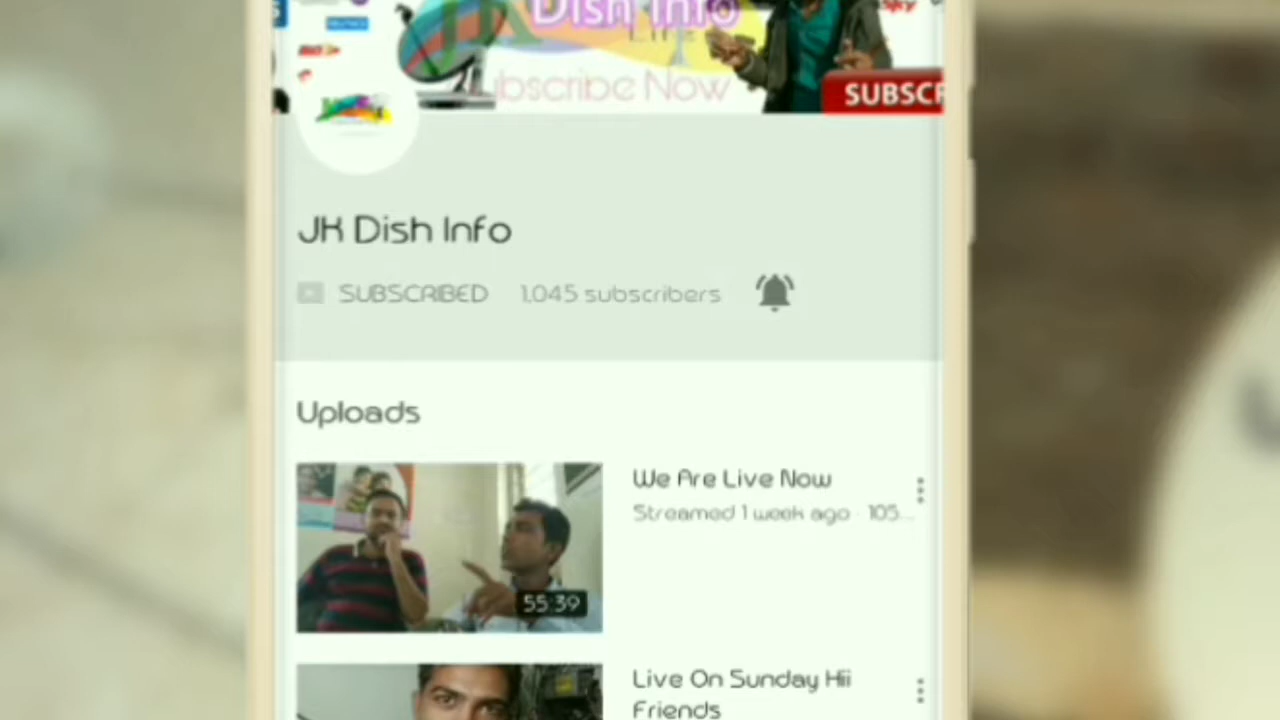 Dish Info
Subscribe Now
SUBSCR
JK Dish Info
SUBSCRIBED 1,045 subscribers
Uploads
We Are Live Now
Streamed 1 week ago · 105...
55:39
Live On Sunday Hii
Friends